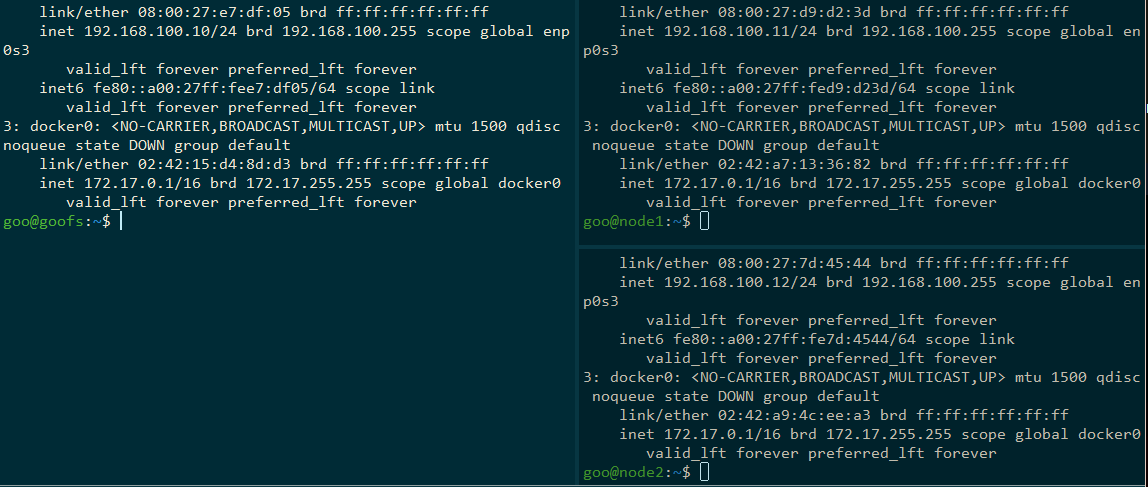 link/ether 08:00:27:e7:df:05 brd ff:ff:ff:ff:ff:ff
inet 192.168.100.10/24 brd 192.168.100.255 scope global enp
0s3
valid_lft forever preferred_lft forever
inet6 fe80::a00:27ff:fee7:df05/64 scope link
valid_lft forever preferred_lft forever
3: docker0: <NO-CARRIER,BROADCAST,MULTICAST,UP> mtu 1500 qdisc
noqueue state DOWN group default
link/ether 02:42:15:d4:8d:d3 brd ff:ff:ff:ff:ff:ff
inet 172.17.0.1/16 brd 172.17.255.255 scope global docker0
valid_lft forever preferred_lft forever
goo@goofs:~$
link/ether 08:00:27:d9:d2:3d brd ff:ff:ff:ff:ff:ff
inet 192.168.100.11/24 brd 192.168.100.255 scope global en
p0s3
valid_lft forever preferred_lft forever
inet6 fe80::a00:27ff:fed9:d23d/64 scope link
valid_lft forever preferred_lft forever
3: docker0: <NO-CARRIER,BROADCAST,MULTICAST,UP> mtu 1500 qdisc
noqueue state DOWN group default
link/ether 02:42:a7:13:36:82 brd ff:ff:ff:ff:ff:ff
inet 172.17.0.1/16 brd 172.17.255.255 scope global docker0
valid_lft forever preferred_lft forever
goo@node1:~$
link/ether 08:00:27:7d:45:44 brd ff:ff:ff:ff:ff:ff
inet 192.168.100.12/24 brd 192.168.100.255 scope global en
p0s3
valid_lft forever preferred_lft forever
inet6 fe80::a00:27ff:fe7d:4544/64 scope link
valid_lft forever preferred_lft forever
3: docker0: <NO-CARRIER,BROADCAST,MULTICAST,UP> mtu 1500 qdisc
noqueue state DOWN group default
link/ether 02:42:a9:4c:ee:a3 brd ff:ff:ff:ff:ff:ff
inet 172.17.0.1/16 brd 172.17.255.255 scope global docker0
valid_lft forever preferred_lft forever
goo@node2:~$